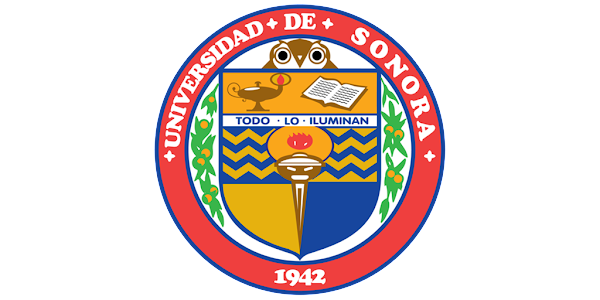 + UNIVERSIDAD + DE + SONORA +
TODO · LO · ILUMINAN
1942